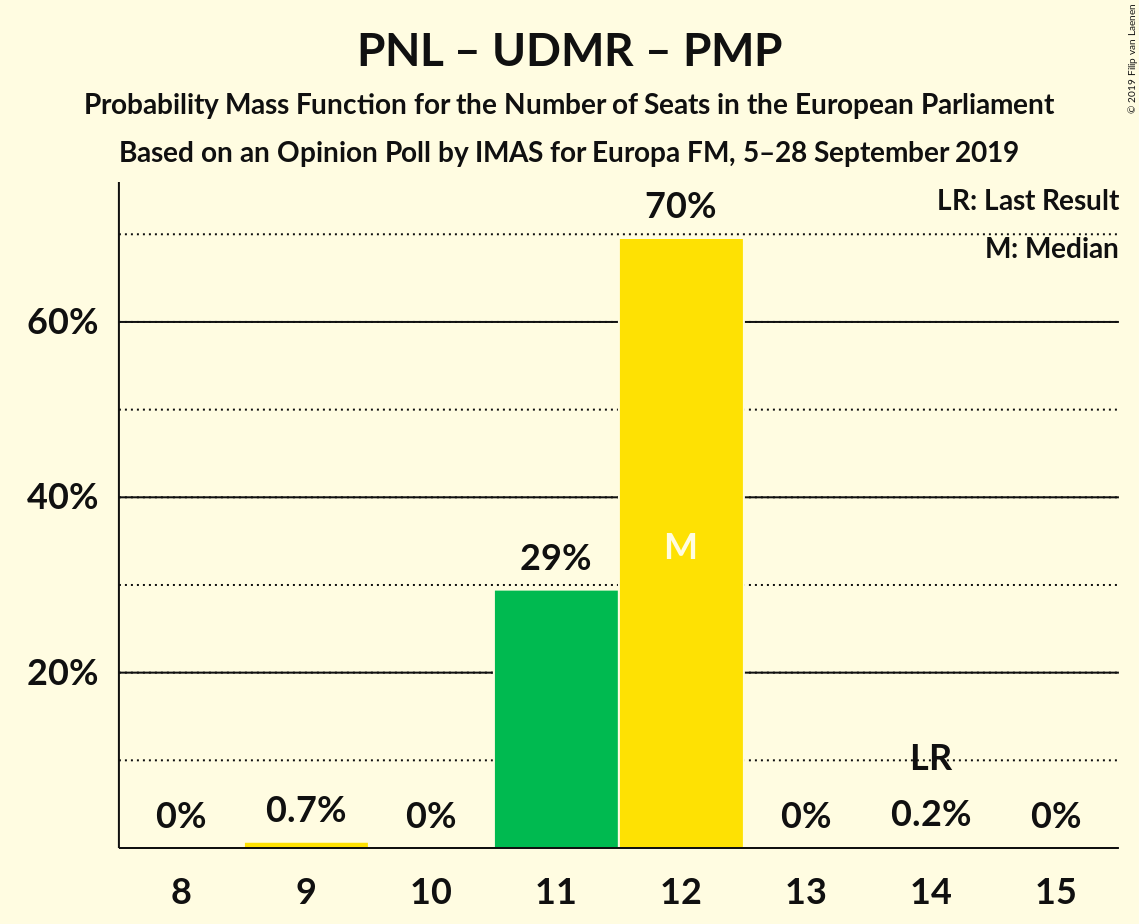 PNL – UDMR – PMP
Probability Mass Function for the Number of Seats in the European Parliament
Based on an Opinion Poll by IMAS for Europa FM, 5–28 September 2019
© 2019 Filip van Laenen
LR: Last Result
M: Median
70%
60%
40%
M
29%
20%
LR
0%
0.7%
0%
0%
0.2%
0%
8 9 10 11 12 13 14 15